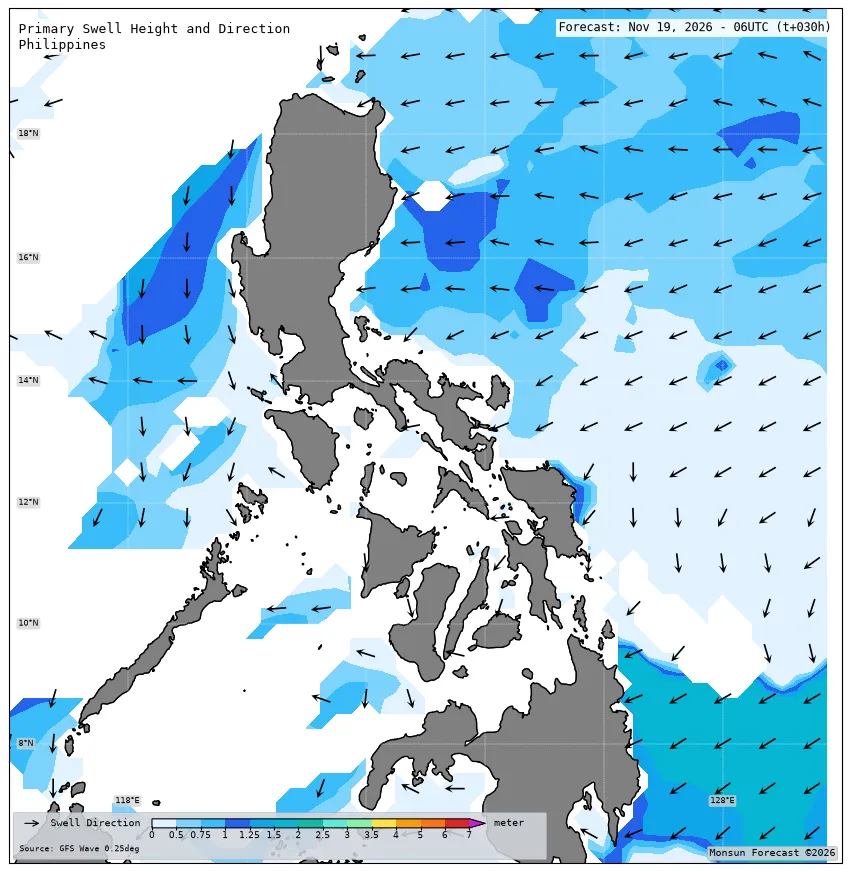 Primary Swell Height and Direction
Philippines
Forecast: Nov 19, 2026 - 06UTC (t+030h)
18°N
16°N
14°N
12°N
10°N
8°N
118°E
128°E
Swell Direction
meter
0 0.5 0.75 1 1.25 1.5 2 2.5 3 3.5 4 5 6 7
Source: GFS Wave 0.25deg
Monsun Forecast ©2026